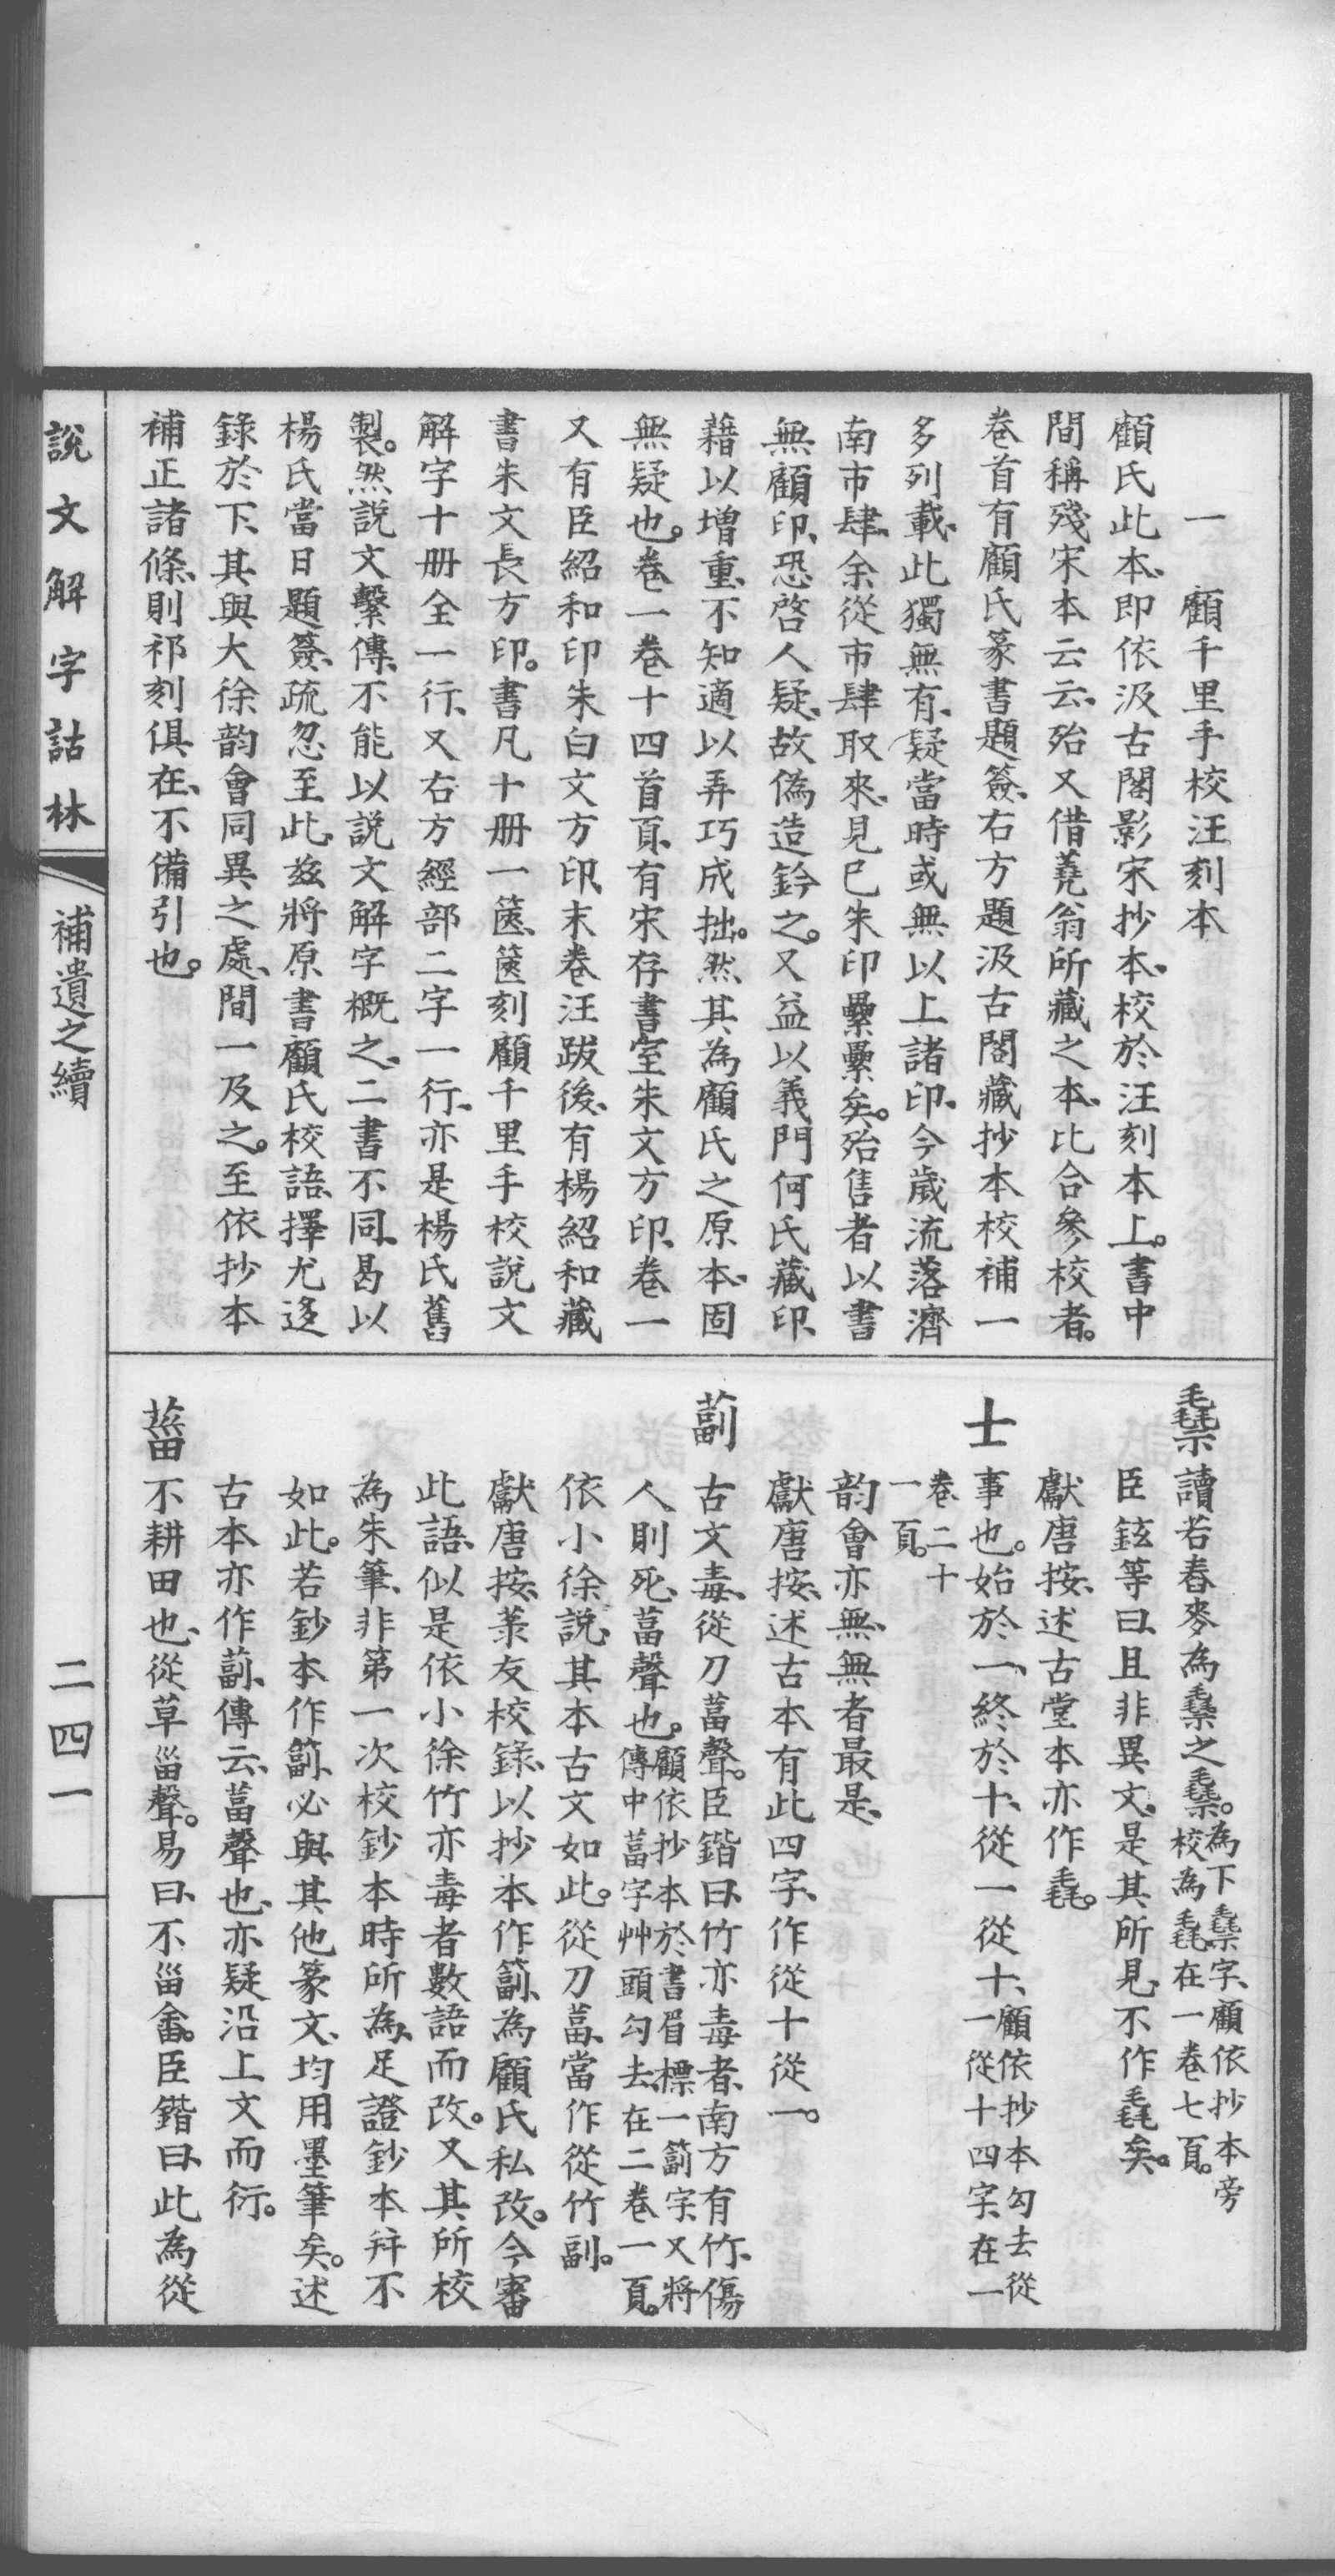 一　顧千里手校汪刻本
顧氏此本、即依汲古閣影宋抄本、校於汪刻本上。書中
間稱殘宋本云云、殆又借蕘翁所藏之本、比合參校者。
卷首有顧氏篆書題簽、右方題汲古閣藏抄本校補一
多列載、此獨無有、疑當時或無以上諸印、今歲流落濟
南市肆、余從市肆取來、見已朱印纍纍矣。殆售者以書
無顧印、恐啓人疑、故僞造鈐之。又益以義門何氏藏印、
藉以增重、不知適以弄巧成拙。然其為顧氏之原本、固
無疑也。卷一卷十四首頁、有宋存書室朱文方印、卷一
又有臣紹和印朱白文方印、末卷汪跋後、有楊紹和藏
書朱文長方印。書凡十册一篋、篋刻顧千里手校說文
解字十册全一行、又右方經部二字一行、亦是楊氏舊
製。然說文繫傳、不能以說文解字概之、二書不同、曷以
楊氏當日題簽、疏忽至此、兹將原書顧氏校語、擇尤迻
錄於下、其與大徐韵會同異之處、間一及之。至依抄本
補正諸條、則祁刻俱在、不備引也。
𥜿　讀若春麥為𥜿之𥜿。為下𥜿字、顧依抄本旁
校為毳、在一卷七頁。
臣鉉等曰、且非異文、是其所見、不作毳矣。
獻唐按、述古堂本亦作毳。
士　事也。始於一、終於十、從一從十、顧依抄本勾去從
一從十四字、在一
卷二十
一頁。
韵會亦無、無者最是、
獻唐按、述古本有此四字、作從十從一。
萴　古文毒、從刀葍聲。臣鍇曰、竹亦毒者、南方有竹、傷
人則死、葍聲也。顧依抄本於書眉標一𥴬字、又將
傳中葍字艸頭勾去、在二卷一頁。
依小徐說、其本古文如此。從刀葍、當作從竹副。
獻唐按、菉友校錄、以抄本作𥴬、為顧氏私改。今審
此語、似是依小徐竹亦毒者數語而改。又其所校
為朱筆、非第一次校鈔本時所為、足證鈔本并不
如此。若鈔本作𥴬、必與其他篆文、均用墨筆矣。述
古本亦作萴、傳云、葍聲也、亦疑沿上文而衍。
葘　不耕田也、從草甾聲。易曰、不甾畬。臣鍇曰、此為從
說文解字詁林
補遺之續
二四一